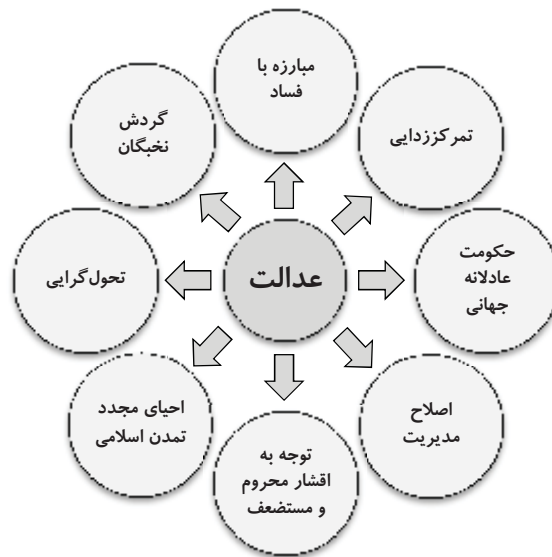 مبارزه با
فساد
تمرکززدایی
حکومت
عادلانه
جهانی
اصلاح
مدیریت
توجه به
اقشار محروم
و مستضعف
احیای مجدد
تمدن اسلامی
تحول‌گرایی
گردش
نخبگان
عدالت